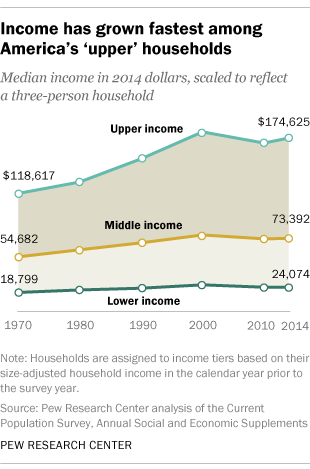 Income has grown fastest among
America's 'upper' households
Median income in 2014 dollars, scaled to reflect
a three-person household
$174,625
Upper income
$118,617
Middle income
73,392
54,682
18,799
24,074
Lower income
1970 1980 1990 2000 2010 2014
Note: Households are assigned to income tiers based on their
size-adjusted household income in the calendar year prior to
the survey year.
Source: Pew Research Center analysis of the Current
Population Survey, Annual Social and Economic Supplements
PEW RESEARCH CENTER